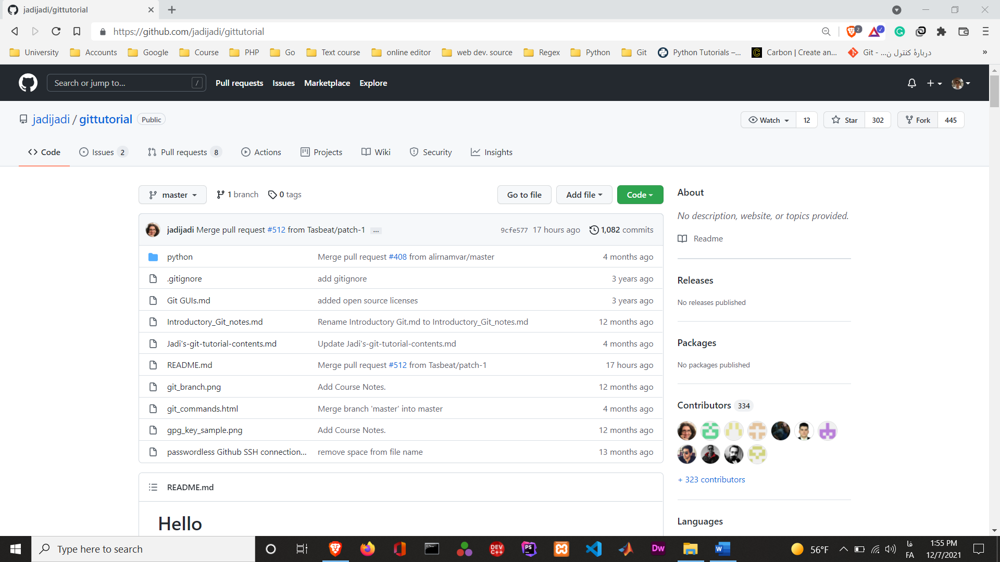 jadijadi/gittutorial
https://github.com/jadijadi/gittutorial
2
University Accounts Google Course PHP Go Text course online editor web dev. source Regex Python Git Python Tutorials –... Carbon | Create an... Git - ...دربارهٔ کنترل ن »
Search or jump to... / Pull requests Issues Marketplace Explore
jadijadi / gittutorial Public Watch 12 Star 302 Fork 445
Code Issues 2 Pull requests 8 Actions Projects Wiki Security Insights
master 1 branch 0 tags Go to file Add file Code
jadijadi Merge pull request #512 from Tasbeat/patch-1 ... 9cfe577 17 hours ago 1,082 commits
python Merge pull request #408 from alirnamvar/master 4 months ago
.gitignore add gitignore 3 years ago
Git GUIs.md added open source licenses 3 years ago
Introductory_Git_notes.md Rename Introductory Git.md to Introductory_Git_notes.md 12 months ago
Jadi's-git-tutorial-contents.md Update Jadi's-git-tutorial-contents.md 4 months ago
README.md Merge pull request #512 from Tasbeat/patch-1 17 hours ago
git_branch.png Add Course Notes. 12 months ago
git_commands.html Merge branch 'master' into master 4 months ago
gpg_key_sample.png Add Course Notes. 12 months ago
passwordless Github SSH connection... remove space from file name 13 months ago
README.md
Hello
About
No description, website, or topics provided.
Readme
Releases
No releases published
Packages
No packages published
Contributors 334
+ 323 contributors
Languages
Type here to search
DEV C++
PS
Dw
W
56°F
فا
FA
1:55 PM
12/7/2021